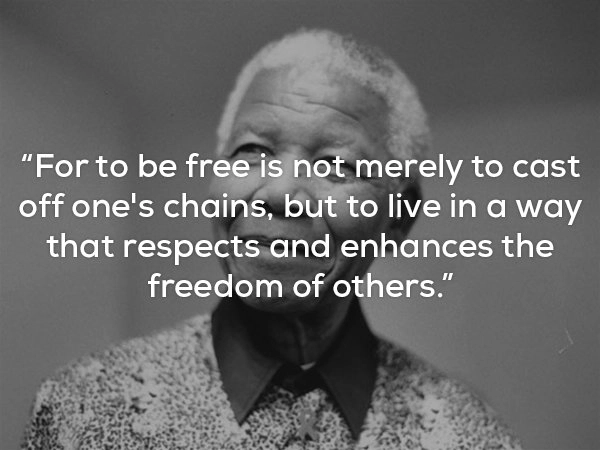 “For to be free is not merely to cast
off one's chains, but to live in a way
that respects and enhances the
freedom of others.”